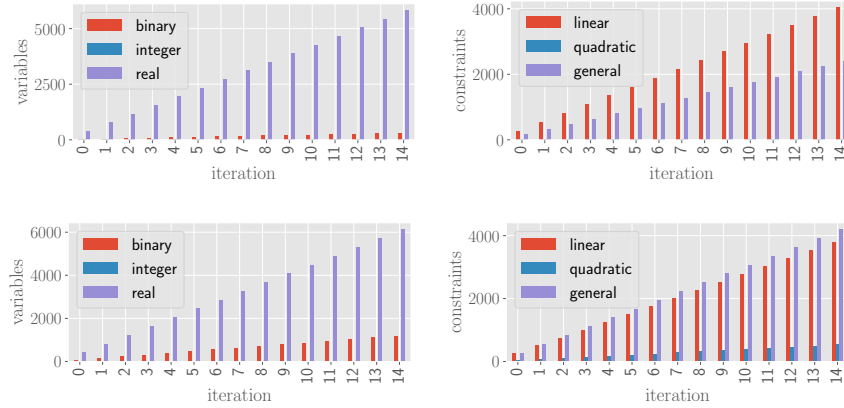 binary
integer
real
variables
5000
2500
0
0 1 2 3 4 5 6 7 8 9 10 11 12 13 14
iteration
linear
quadratic
general
constraints
4000
2000
0
0 1 2 3 4 5 6 7 8 9 10 11 12 13 14
iteration
binary
integer
real
variables
6000
4000
2000
0
0 1 2 3 4 5 6 7 8 9 10 11 12 13 14
iteration
linear
quadratic
general
constraints
4000
2000
0
0 1 2 3 4 5 6 7 8 9 10 11 12 13 14
iteration